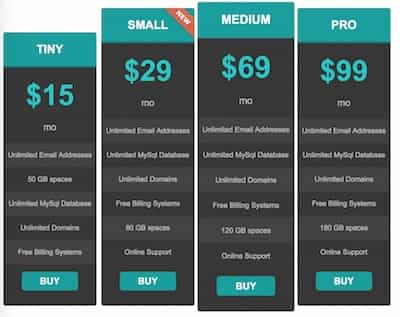 TINY
$15
mo
Unlimited Email Addresses
50 GB spaces
Unlimited MySql Database
Unlimited Domains
Free Billing Systems
BUY
SMALL
NEW
$29
mo
Unlimited Email Addresses
Unlimited MySql Database
Unlimited Domains
Free Billing Systems
80 GB spaces
Online Support
BUY
MEDIUM
$69
mo
Unlimited Email Addresses
Unlimited MySql Database
Unlimited Domains
Free Billing Systems
120 GB spaces
Online Support
BUY
PRO
$99
mo
Unlimited Email Addresses
Unlimited MySql Database
Unlimited Domains
Free Billing Systems
180 GB spaces
Online Support
BUY